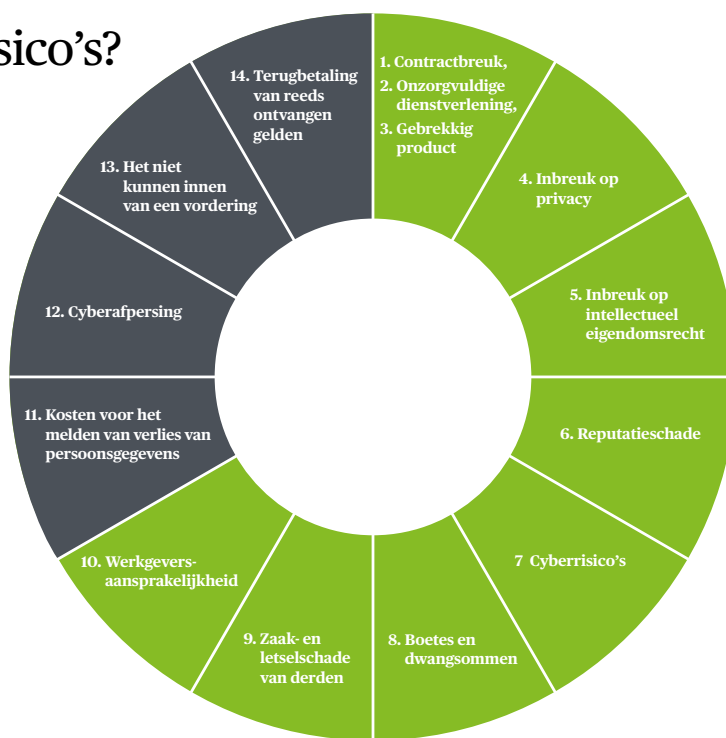 sico’s?
1. Contractbreuk,
2. Onzorgvuldige
dienstverlening,
3. Gebrekkig
product
4. Inbreuk op
privacy
5. Inbreuk op
intellectueel
eigendomsrecht
6. Reputatieschade
7 Cyberrisico’s
8. Boetes en
dwangsommen
9. Zaak- en
letselschade
van derden
10. Werkgevers-
aansprakelijkheid
11. Kosten voor het
melden van verlies van
persoonsgegevens
12. Cyberafpersing
13. Het niet
kunnen innen
van een vordering
14. Terugbetaling
van reeds
ontvangen
gelden